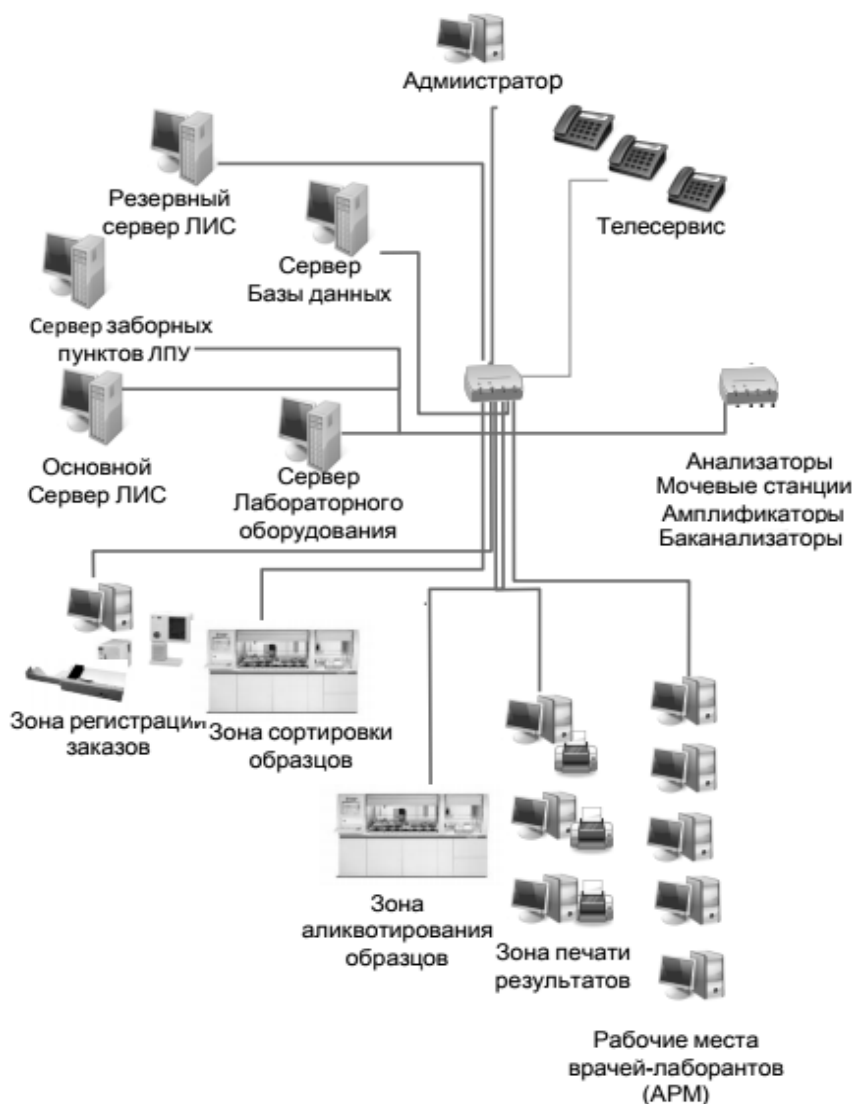 Админстратор
Резервный
сервер ЛИС
Телесервис
Сервер
Базы данных
Сервер заборных
пунктов ЛПУ
Основной
Сервер ЛИС
Сервер
Лабораторного
оборудования
Анализаторы
Мочевые станции
Амплификаторы
Баканализаторы
Зона регистрации
заказов
Зона сортировки
образцов
Зона
аликвотирования
образцов
Зона печати
результатов
Рабочие места
врачей-лаборантов
(АРМ)